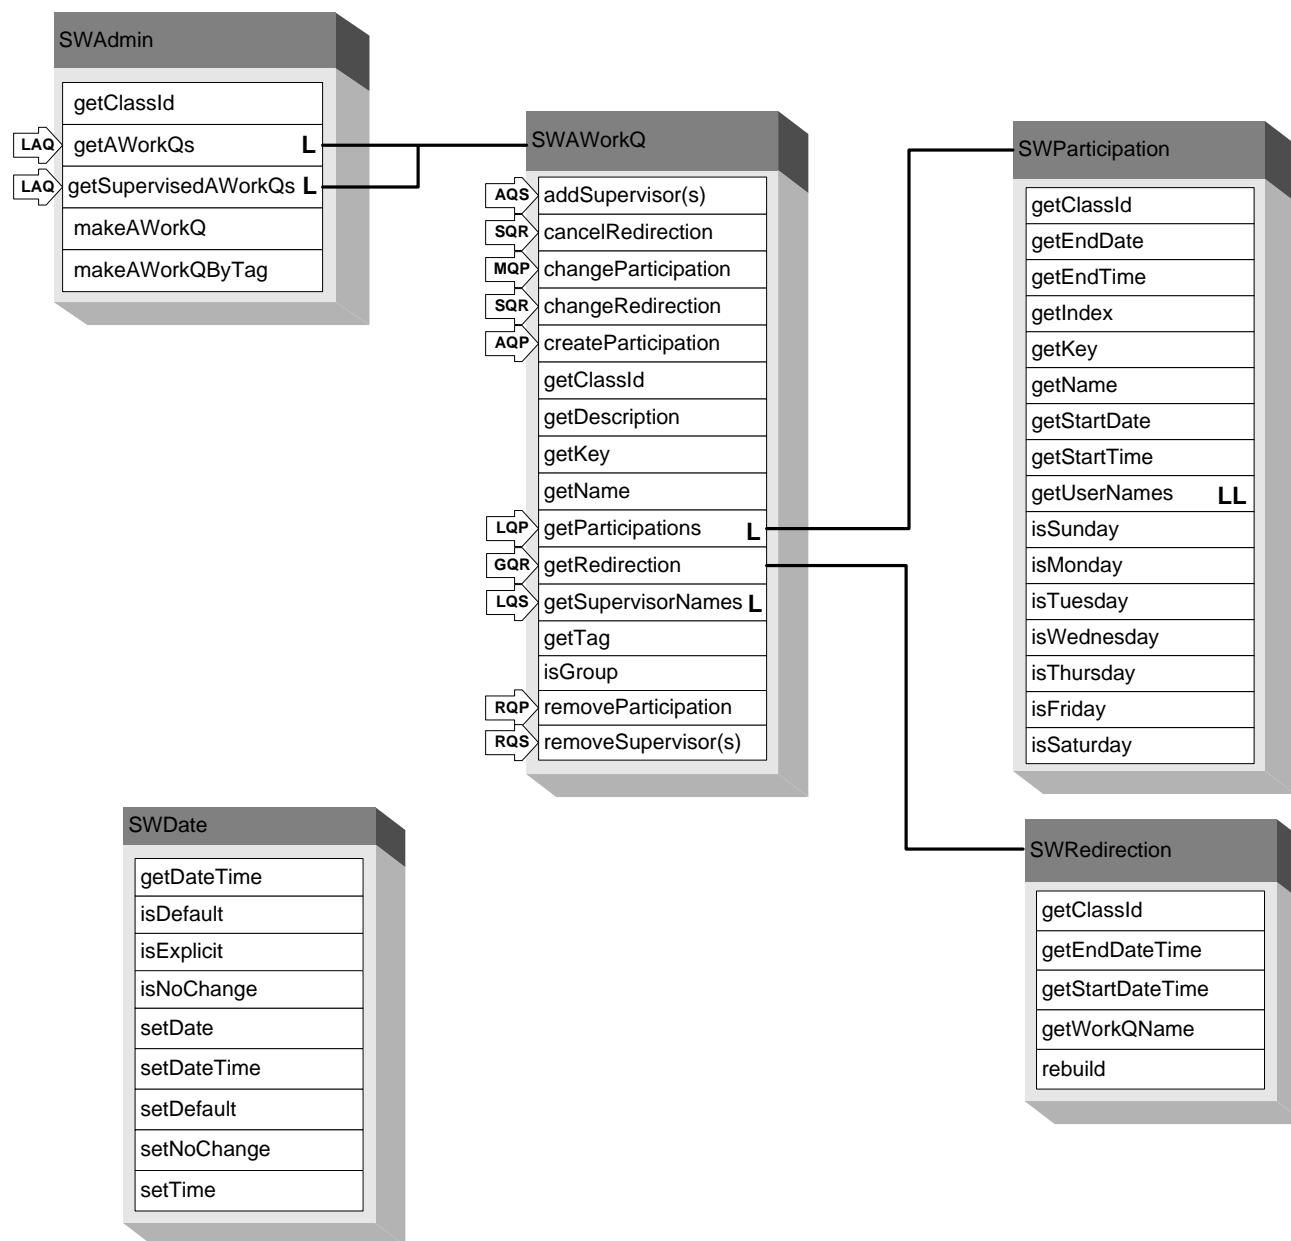 SWAdmin
getClassId
LAQ getAWorkQs L
LAQ getSupervisedAWorkQs L
makeAWorkQ
makeAWorkQByTag
SWAWorkQ
AQS addSupervisor(s)
SQR cancelRedirection
MQP changeParticipation
SQR changeRedirection
AQP createParticipation
getClassId
getDescription
getKey
getName
LQP getParticipations L
GQR getRedirection
LQS getSupervisorNames L
getTag
isGroup
RQP removeParticipation
RQS removeSupervisor(s)
SWParticipation
getClassId
getEndDate
getEndTime
getIndex
getKey
getName
getStartDate
getStartTime
getUserNames LL
isSunday
isMonday
isTuesday
isWednesday
isThursday
isFriday
isSaturday
SWDate
getDateTime
isDefault
isExplicit
isNoChange
setDate
setDateTime
setDefault
setNoChange
setTime
SWRedirection
getClassId
getEndDateTime
getStartDateTime
getWorkQName
rebuild